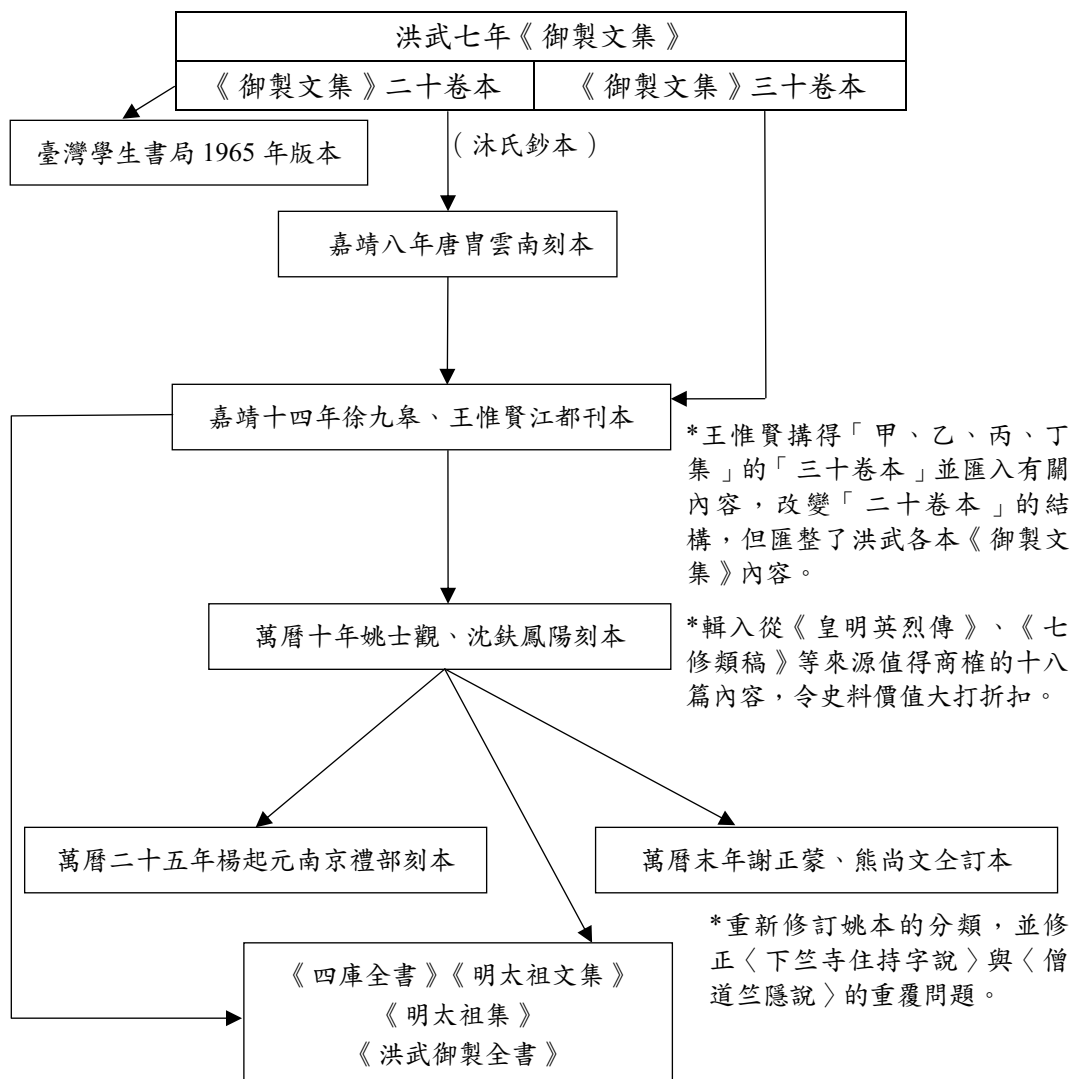 洪武七年《御製文集》
《御製文集》二十卷本
《御製文集》三十卷本
臺灣學生書局 1965 年版本
（沐氏鈔本）
嘉靖八年唐冑雲南刻本
嘉靖十四年徐九皋、王惟賢江都刊本
*王惟賢搆得「甲、乙、丙、丁
集」的「三十卷本」並匯入有關
內容，改變「二十卷本」的結
構，但匯整了洪武各本《御製文
集》內容。
萬曆十年姚士觀、沈鈇鳳陽刻本
*輯入從《皇明英烈傳》、《七
修類稿》等來源值得商榷的十八
篇內容，令史料價值大打折扣。
萬曆二十五年楊起元南京禮部刻本
萬曆末年謝正蒙、熊尚文仝訂本
*重新修訂姚本的分類，並修
正〈下竺寺住持字說〉與〈僧
道竺隱說〉的重覆問題。
《四庫全書》《明太祖文集》
《明太祖集》
《洪武御製全書》